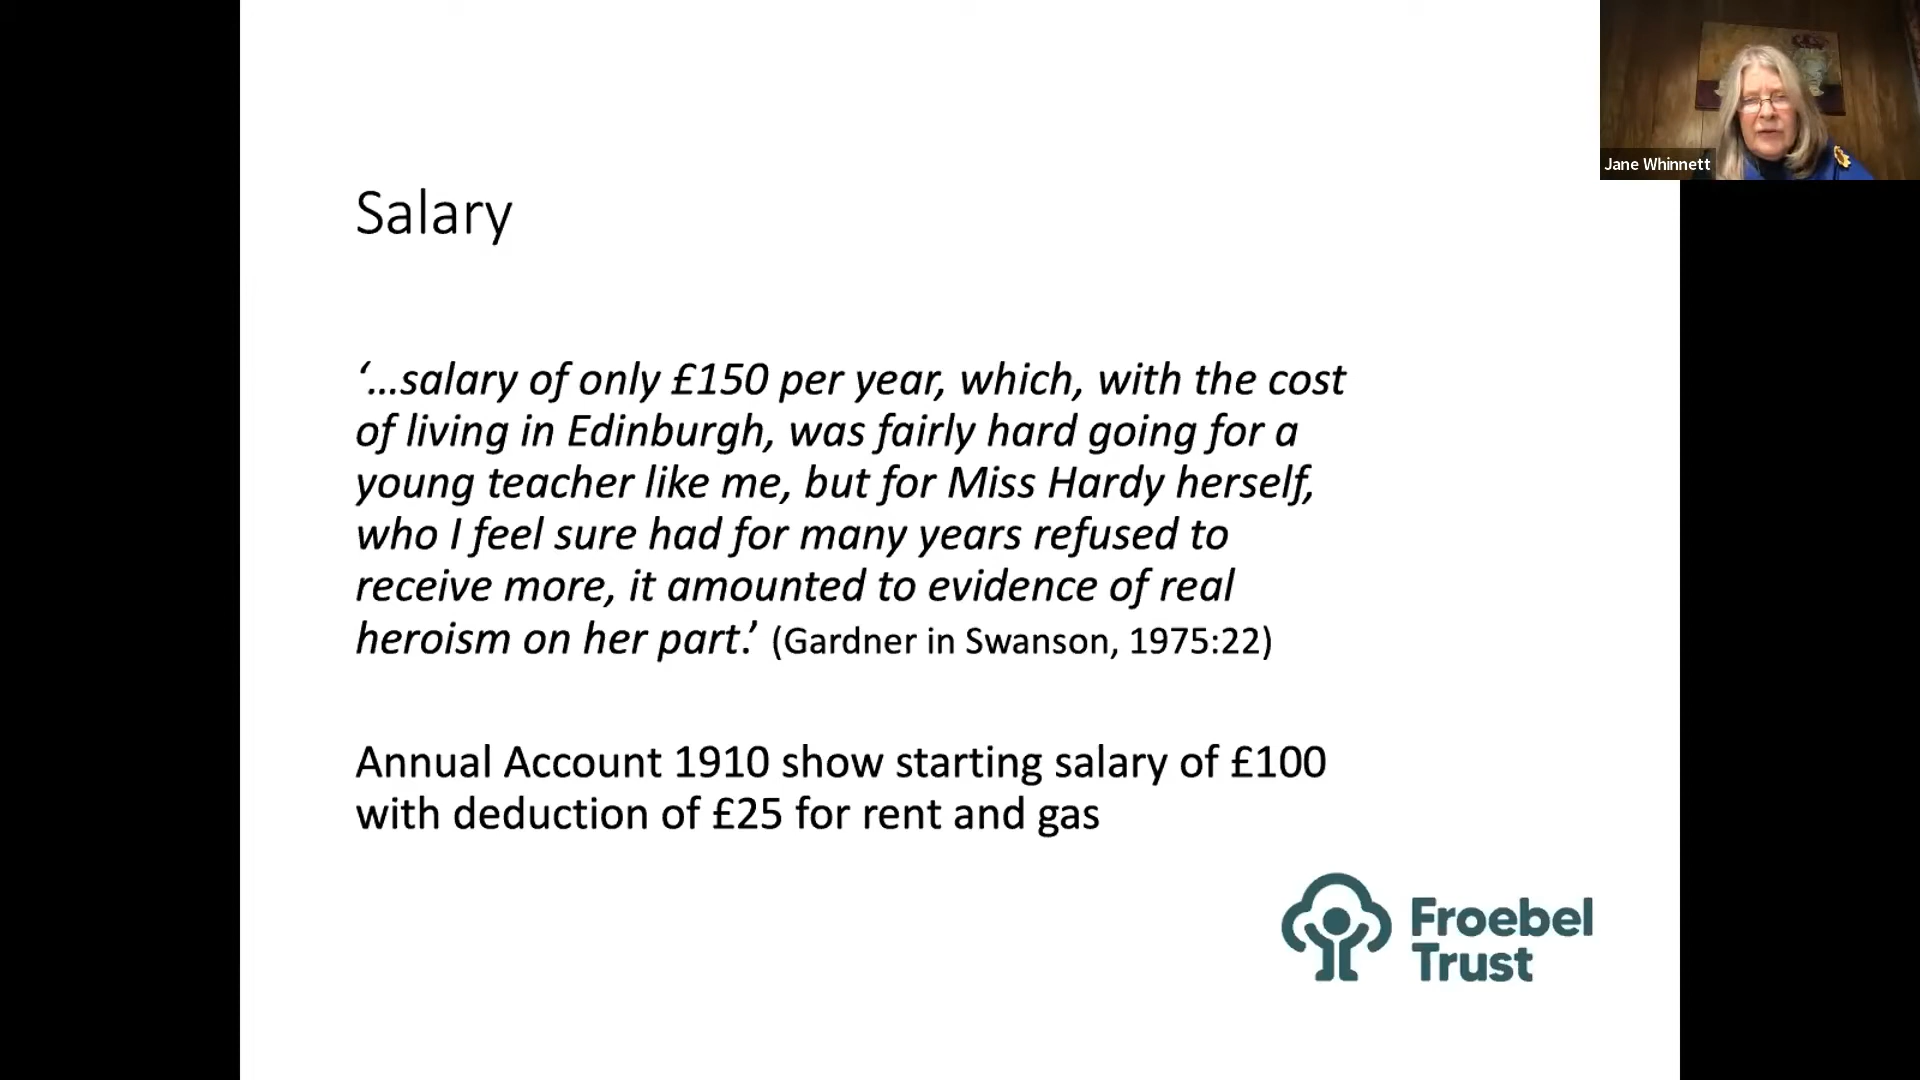 Jane Whinnett
Salary
‘...salary of only £150 per year, which, with the cost
of living in Edinburgh, was fairly hard going for a
young teacher like me, but for Miss Hardy herself,
who I feel sure had for many years refused to
receive more, it amounted to evidence of real
heroism on her part.’ (Gardner in Swanson, 1975:22)
Annual Account 1910 show starting salary of £100
with deduction of £25 for rent and gas
Froebel
Trust